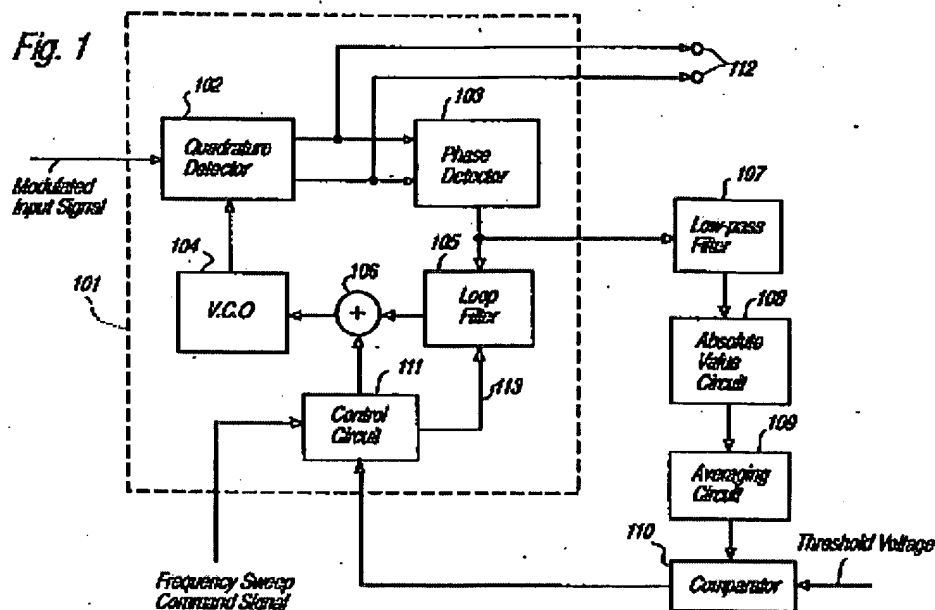 Fig. 1
112
102
103
Quadrature
Detector
Phase
Detector
Modulated
Input Signal
107
Low-pass
Filter
104
105
106
101
V.C.O
+
Loop
Filter
108
Absolute
Value
Circuit
111
113
Control
Circuit
109
Averaging
Circuit
110
Threshold Voltage
Frequency Sweep
Command Signal
Comparator